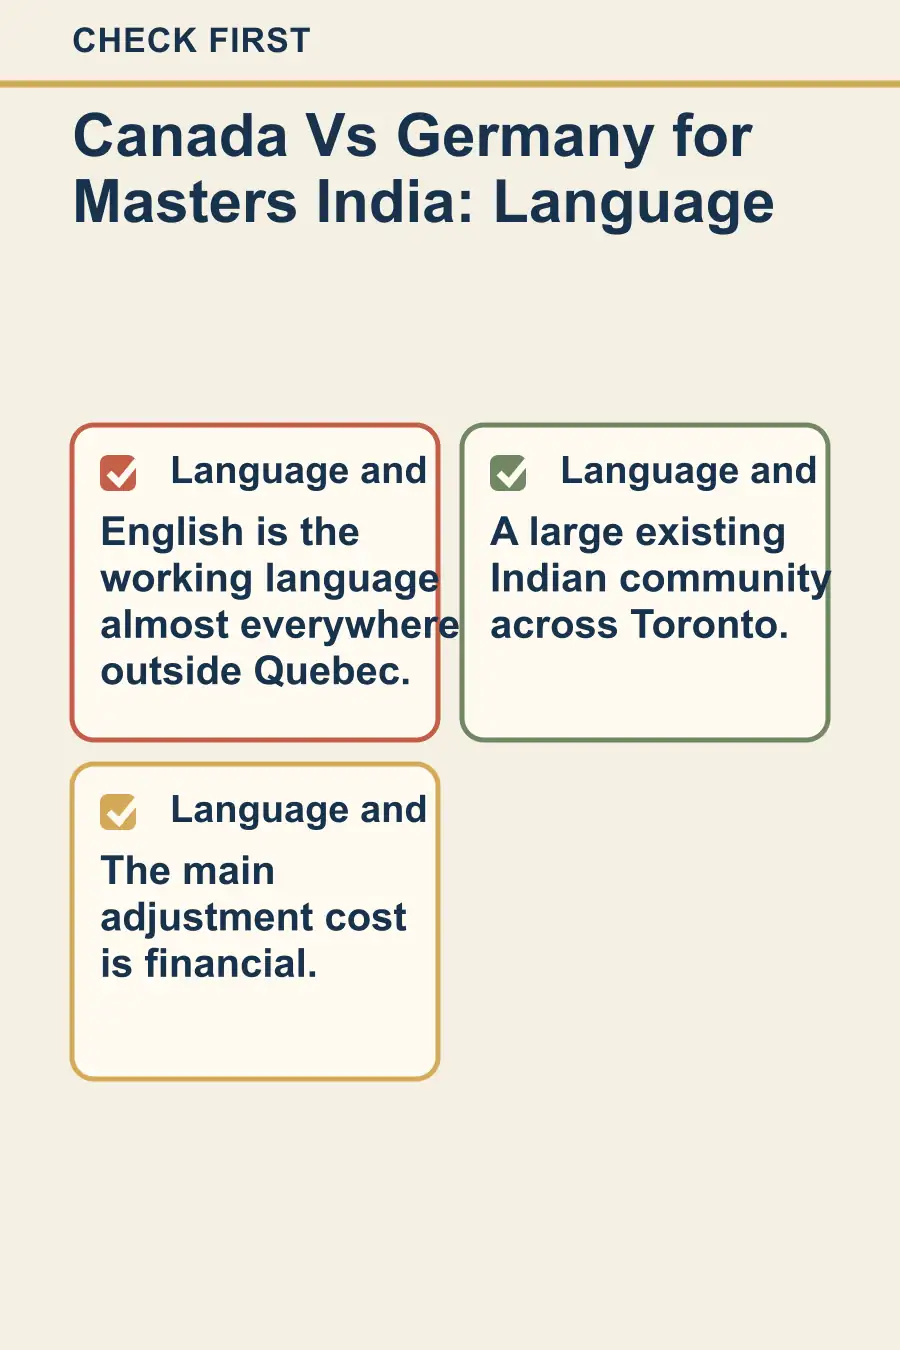 CHECK FIRST
Canada Vs Germany for
Masters India: Language
Language and
English is the
working language
almost everywhere
outside Quebec.
Language and
A large existing
Indian community
across Toronto.
Language and
The main
adjustment cost
is financial.